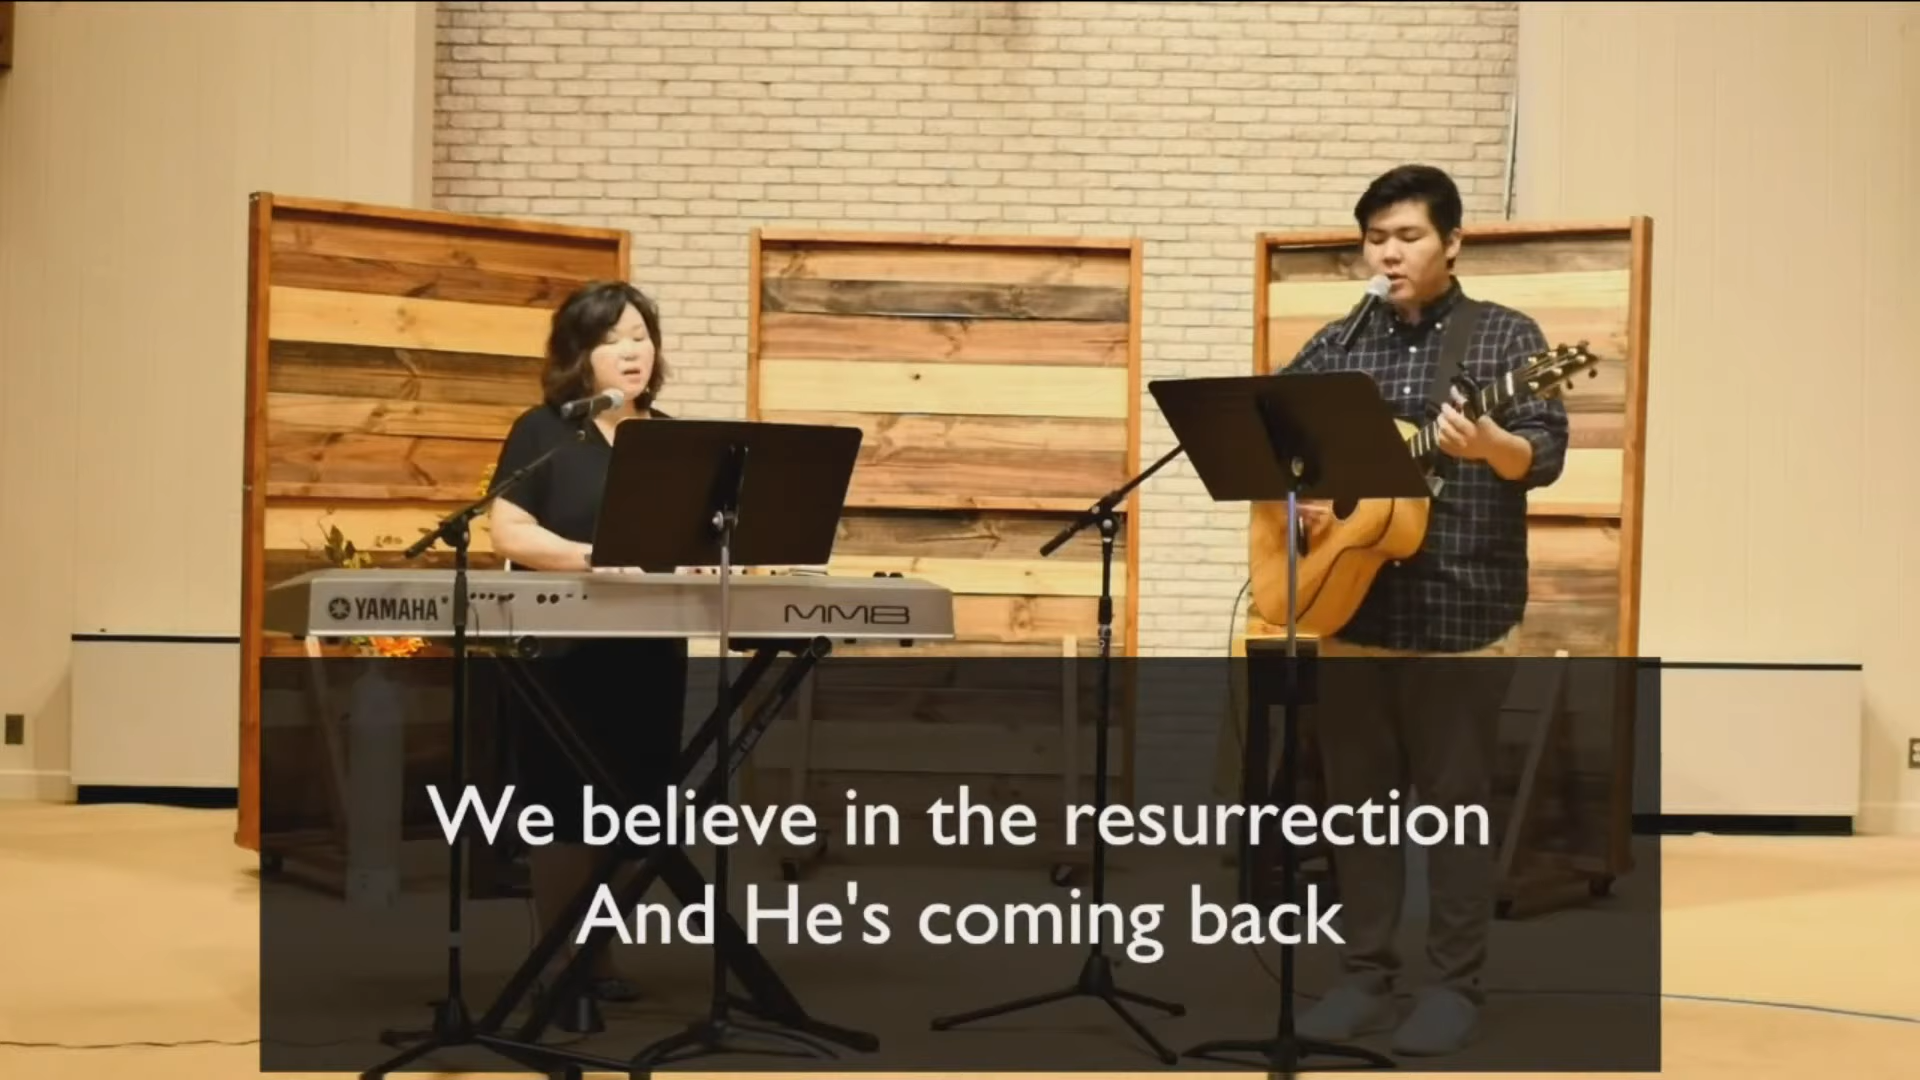 YAMAHA
MM8
We believe in the resurrection
And He's coming back